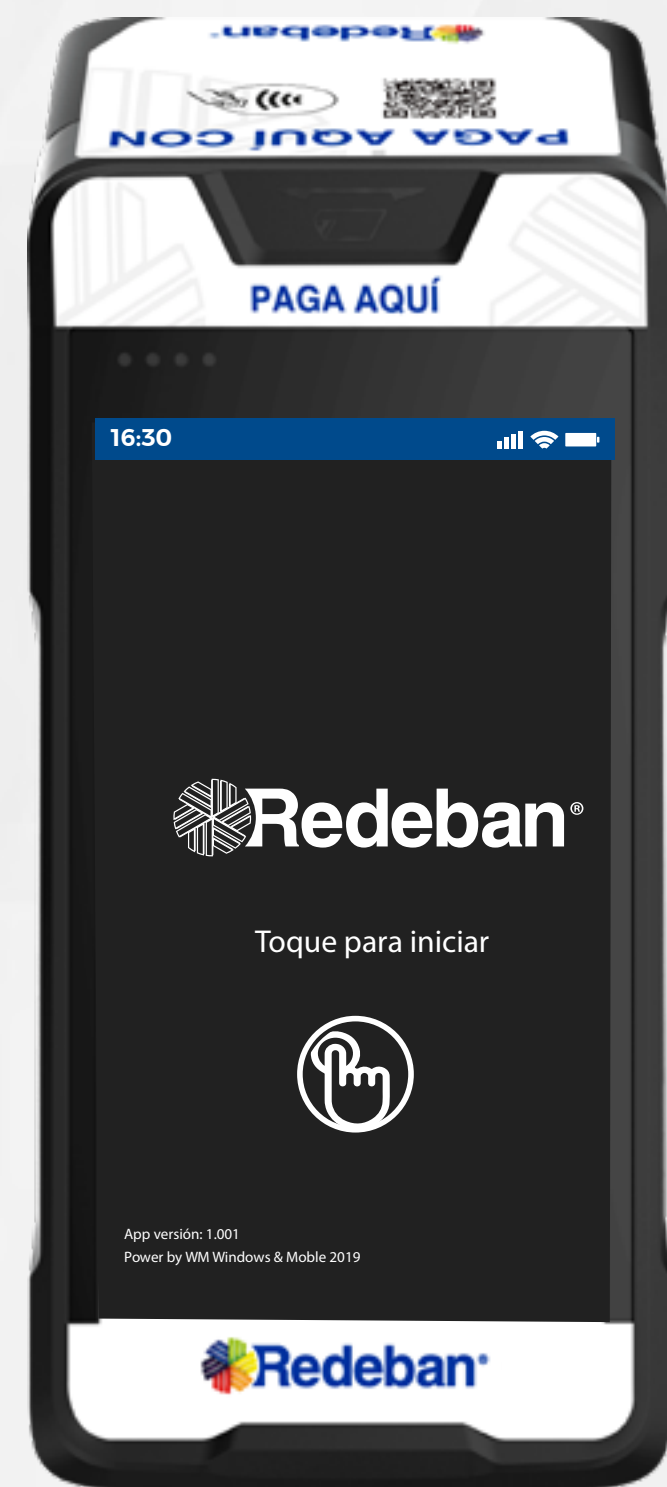 Redeban
PAGA AQUÍ CON
PAGA AQUÍ
16:30
Redeban®
Toque para iniciar
App versión: 1.001
Power by WM Windows & Moble 2019
Redeban